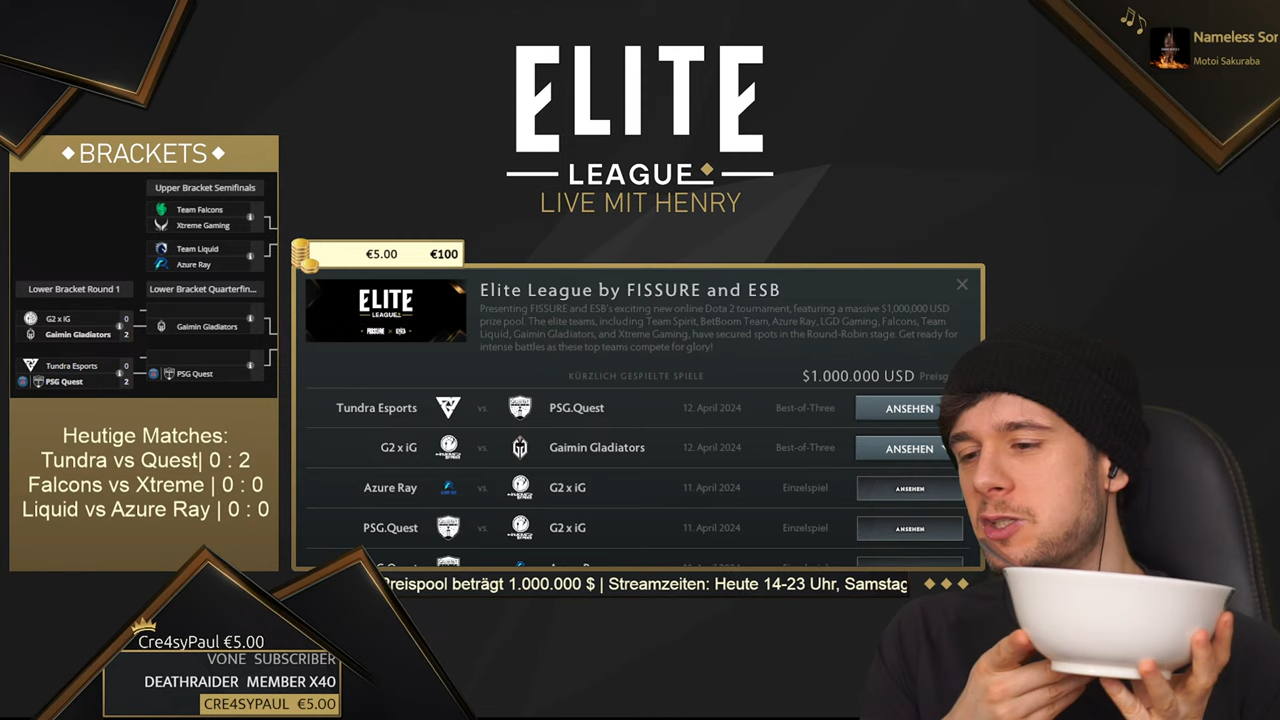 Nameless Sor
Motoi Sakuraba
ELITE
LEAGUE
LIVE MIT HENRY
BRACKETS
Upper Bracket Semifinals
Team Falcons
Xtreme Gaming
Team Liquid
Azure Ray
Lower Bracket Round 1
Lower Bracket Quarterfin...
G2 x iG 0
Gaimin Gladiators 2
Gaimin Gladiators
Tundra Esports 0
PSG Quest 2
PSG Quest
Heutige Matches:
Tundra vs Quest| 0 : 2
Falcons vs Xtreme | 0 : 0
Liquid vs Azure Ray | 0 : 0
€5.00 €100
ELITE
LEAGUE
FISSURE
Elite League by FISSURE and ESB
Presenting FISSURE and ESB's exciting new online Dota 2 tournament, featuring a massive $1,000,000 USD
prize pool. The elite teams, including Team Spirit, BetBoom Team, Azure Ray, LGD Gaming, Falcons, Team
Liquid, Gaimin Gladiators, and Xtreme Gaming, have secured spots in the Round-Robin stage. Get ready for
intense battles as these top teams compete for glory!
KÜRZLICH GESPIELTE SPIELE
$1.000.000 USD Preisg
Tundra Esports vs. PSG.Quest 12. April 2024 Best-of-Three ANSEHEN
G2 x iG vs. Gaimin Gladiators 12. April 2024 Best-of-Three ANSEHEN
Azure Ray vs. G2 x iG 11. April 2024 Einzelspiel ANSEHEN
PSG.Quest vs. G2 x iG 11. April 2024 Einzelspiel ANSEHEN
Preispool beträgt 1.000.000 $ | Streamzeiten: Heute 14-23 Uhr, Samstag
Cre4syPaul €5.00
VONE SUBSCRIBER
DEATHRAIDER MEMBER X40
CRE4SYPAUL €5.00